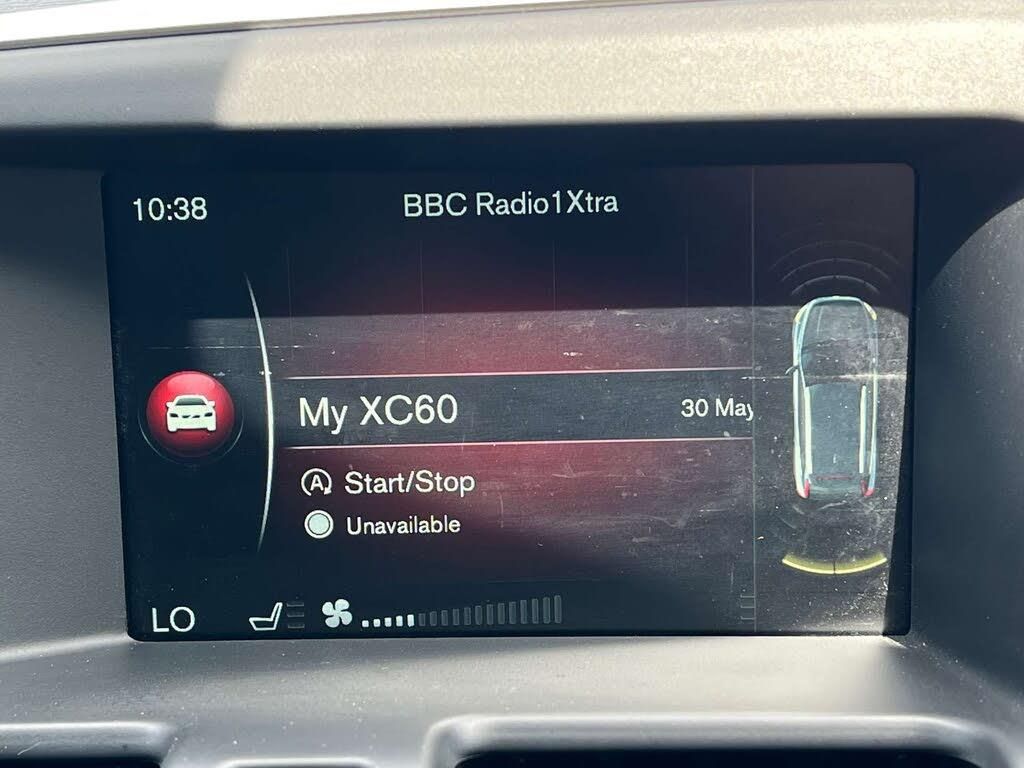 10:38
BBC Radio1Xtra
My XC60
30 May
A Start/Stop
Unavailable
LO